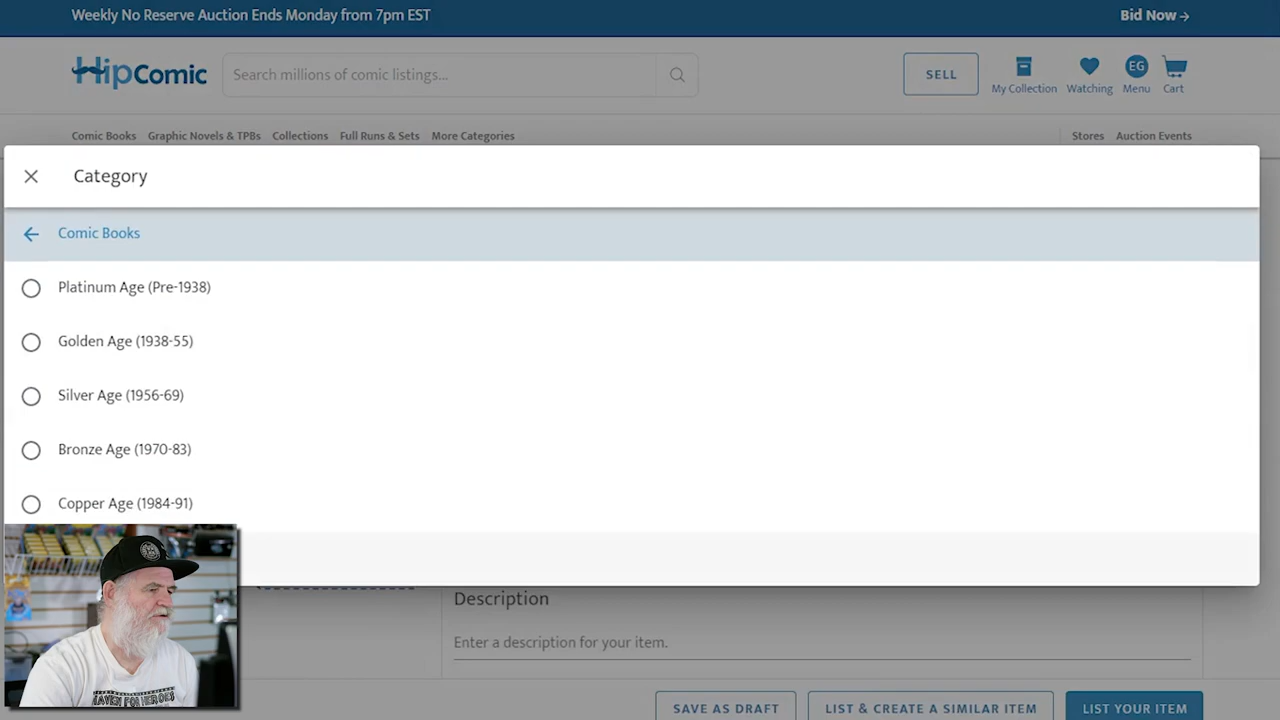 Weekly No Reserve Auction Ends Monday from 7pm EST
Bid Now →
HipComic
Search millions of comic listings...
SELL
My Collection
Watching
EG
Menu
Cart
Comic Books Graphic Novels & TPBs Collections Full Runs & Sets More Categories
Stores Auction Events
Category
Comic Books
Platinum Age (Pre-1938)
Golden Age (1938-55)
Silver Age (1956-69)
Bronze Age (1970-83)
Copper Age (1984-91)
HAVEN FOR HEROES
Description
Enter a description for your item.
SAVE AS DRAFT
LIST & CREATE A SIMILAR ITEM
LIST YOUR ITEM